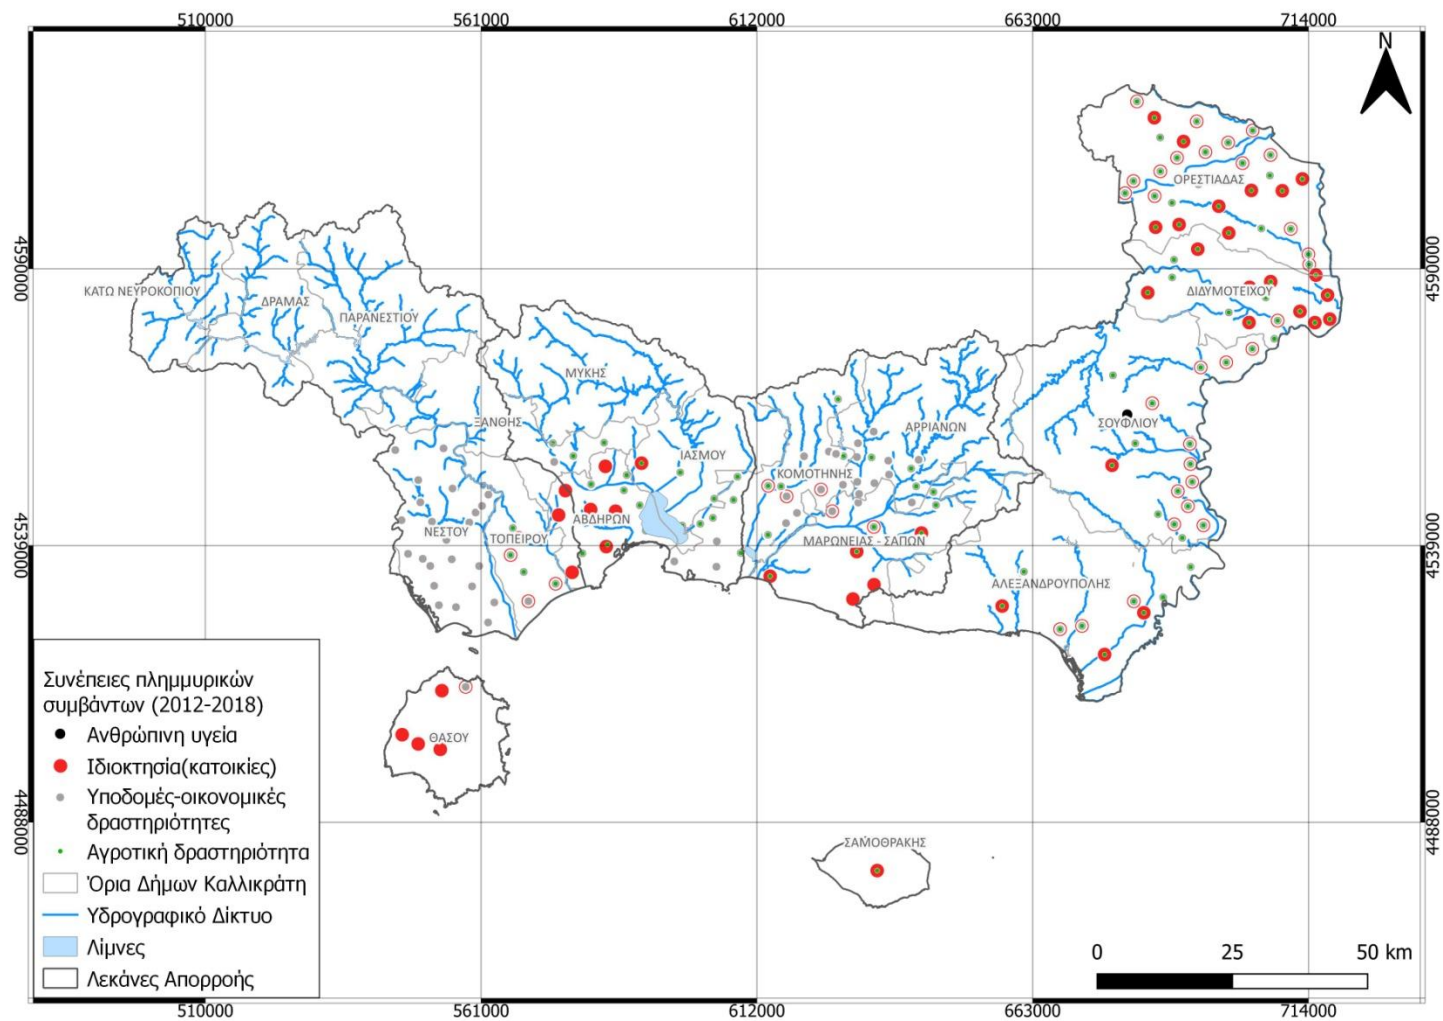 510000 561000 612000 663000 714000
N
4590000 4590000
4539000 4539000
4488000 4488000
ΟΡΕΣΤΙΑΔΑΣ
ΔΙΔΥΜΟΤΕΙΧΟΥ
ΚΑΤΩ ΝΕΥΡΟΚΟΠΙΟΥ
ΔΡΑΜΑΣ
ΠΑΡΑΝΕΣΤΙΟΥ
ΜΥΚΗΣ
ΞΑΝΘΗΣ
ΣΟΥΦΛΙΟΥ
ΑΡΡΙΑΝΩΝ
ΙΑΣΜΟΥ
ΚΟΜΟΤΗΝΗΣ
ΑΒΔΗΡΩΝ
ΝΕΣΤΟΥ
ΤΟΠΕΙΡΟΥ
ΜΑΡΩΝΕΙΑΣ - ΣΑΠΩΝ
ΑΛΕΞΑΝΔΡΟΥΠΟΛΗΣ
ΘΑΣΟΥ
ΣΑΜΟΘΡΑΚΗΣ
Συνέπειες πλημμυρικών
συμβάντων (2012-2018)
Ανθρώπινη υγεία
Ιδιοκτησία(κατοικίες)
Υποδομές-οικονομικές
δραστηριότητες
Αγροτική δραστηριότητα
Όρια Δήμων Καλλικράτη
Υδρογραφικό Δίκτυο
Λίμνες
Λεκάνες Απορροής
0 25 50 km
510000 561000 612000 663000 714000